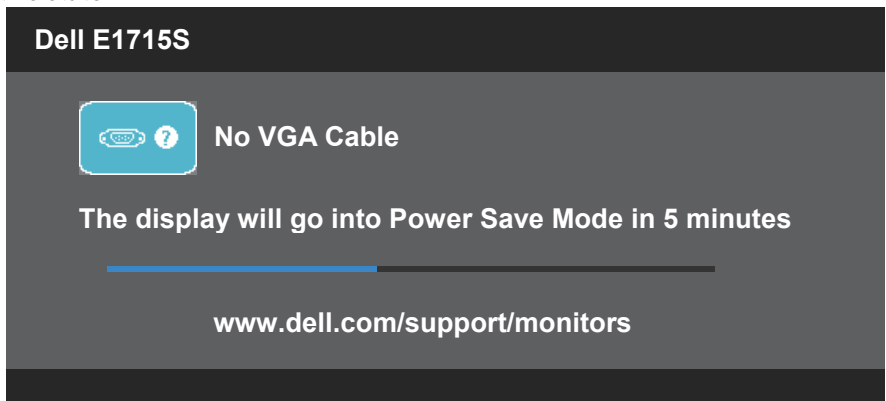 Dell E1715S
?
No VGA Cable
The display will go into Power Save Mode in 5 minutes
www.dell.com/support/monitors